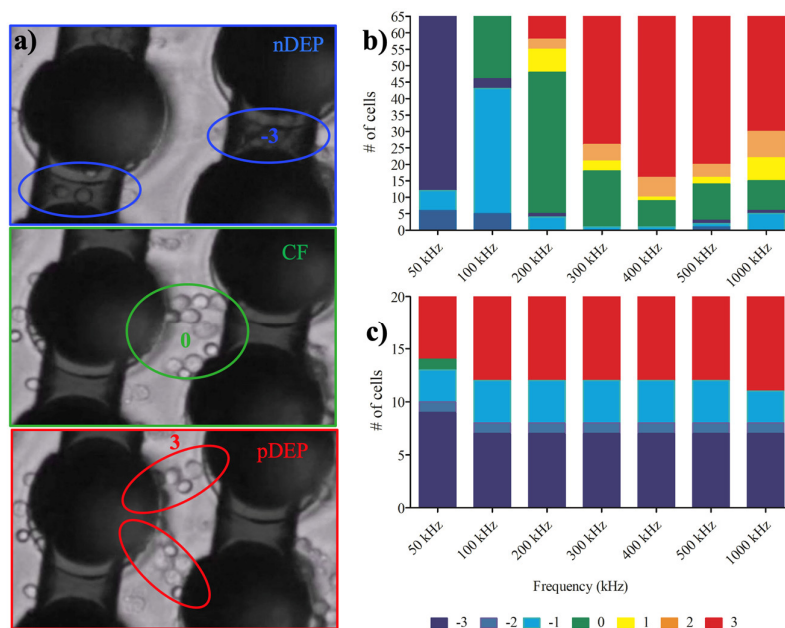 a)
nDEP
-3
CF
0
3
pDEP
b)
# of cells
65
60
55
50
45
40
35
30
25
20
15
10
5
0
50 kHz
100 kHz
200 kHz
300 kHz
400 kHz
500 kHz
1000 kHz
c)
# of cells
20
15
10
5
0
50 kHz
100 kHz
200 kHz
300 kHz
400 kHz
500 kHz
1000 kHz
Frequency (kHz)
-3 -2 -1 0 1 2 3